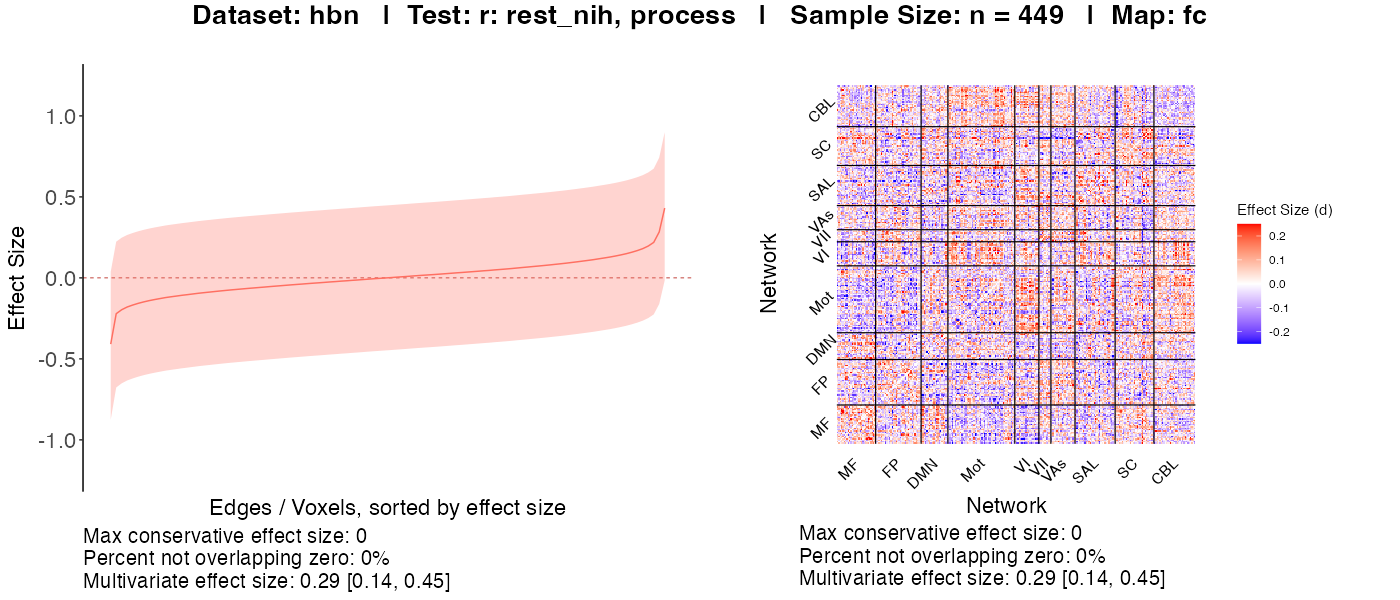 Dataset: hbn | Test: r: rest_nih, process | Sample Size: n = 449 | Map: fc
Effect Size
1.0
0.5
0.0
-0.5
-1.0
Edges / Voxels, sorted by effect size
Max conservative effect size: 0
Percent not overlapping zero: 0%
Multivariate effect size: 0.29 [0.14, 0.45]
Network
CBL
SC
SAL
VAs
VII
VI
Mot
DMN
FP
MF
MF
FP
DMN
Mot
VI
VII
VAs
SAL
SC
CBL
Network
Max conservative effect size: 0
Percent not overlapping zero: 0%
Multivariate effect size: 0.29 [0.14, 0.45]
Effect Size (d)
0.2
0.1
0.0
-0.1
-0.2